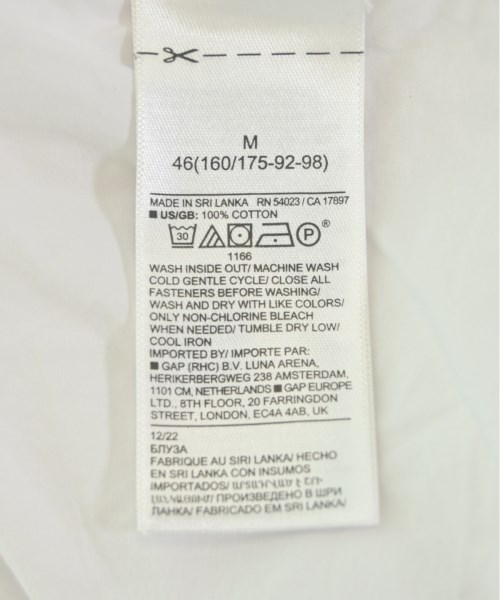 M
46(160/175-92-98)
MADE IN SRI LANKA RN 54023 / CA 17897
■ US/GB: 100% COTTON
30 P®
1166
WASH INSIDE OUT/ MACHINE WASH
COLD GENTLE CYCLE/ CLOSE ALL
FASTENERS BEFORE WASHING/
WASH AND DRY WITH LIKE COLORS/
ONLY NON-CHLORINE BLEACH
WHEN NEEDED/ TUMBLE DRY LOW/
COOL IRON
IMPORTED BY/ IMPORTE PAR:
■ GAP (RHC) B.V. LUNA ARENA,
HERIKERBERGWEG 238 AMSTERDAM,
1101 CM, NETHERLANDS ■ GAP EUROPE
LTD., 8TH FLOOR, 20 FARRINGDON
STREET, LONDON, EC4A 4AB, UK
12/22
БЛУЗА
FABRIQUE AU SIRI LANKA/ HECHO
EN SRI LANKA CON INSUMOS
IMPORTADOS/
ПРОИЗВЕДЕНО В ШРИ
ЛАНКА/ FABRICADO EM SRI LANKA/